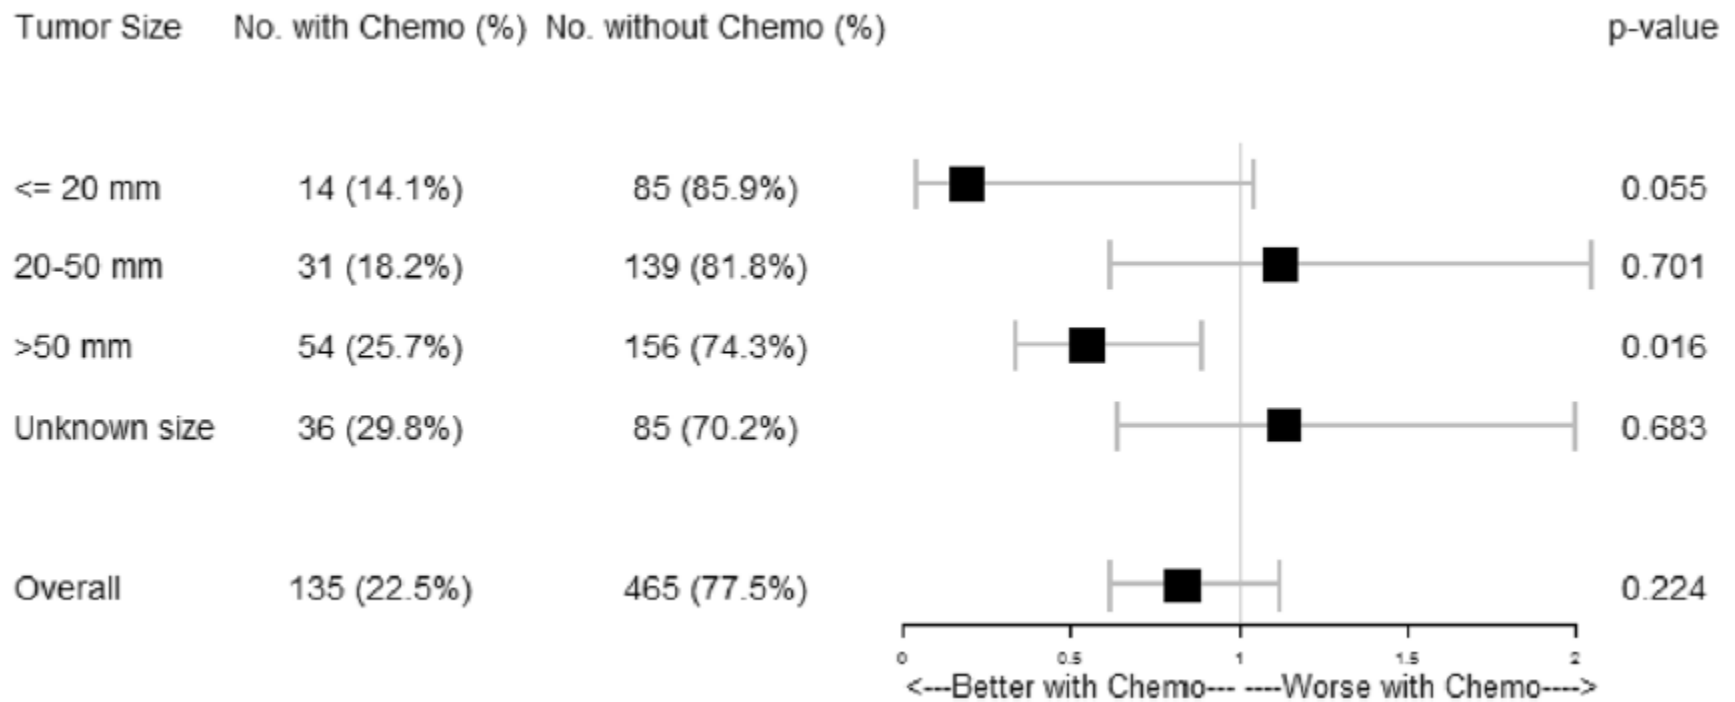 Tumor Size No. with Chemo (%) No. without Chemo (%) p-value
<= 20 mm 14 (14.1%) 85 (85.9%) 0.055
20-50 mm 31 (18.2%) 139 (81.8%) 0.701
>50 mm 54 (25.7%) 156 (74.3%) 0.016
Unknown size 36 (29.8%) 85 (70.2%) 0.683
Overall 135 (22.5%) 465 (77.5%) 0.224
0 0.5 1 1.5 2
<---Better with Chemo--- ----Worse with Chemo---->